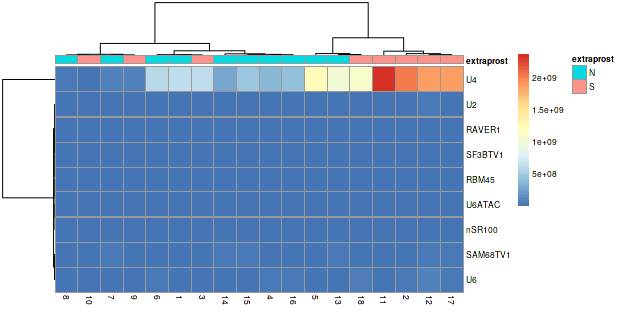 extraprost
extraprost
N
S
U4
U2
RAVER1
SF3BTV1
RBM45
U6ATAC
nSR100
SAM68TV1
U6
2e+09
1.5e+09
1e+09
5e+08
8 10 7 9 6 1 3 14 15 4 16 5 13 18 11 2 12 17